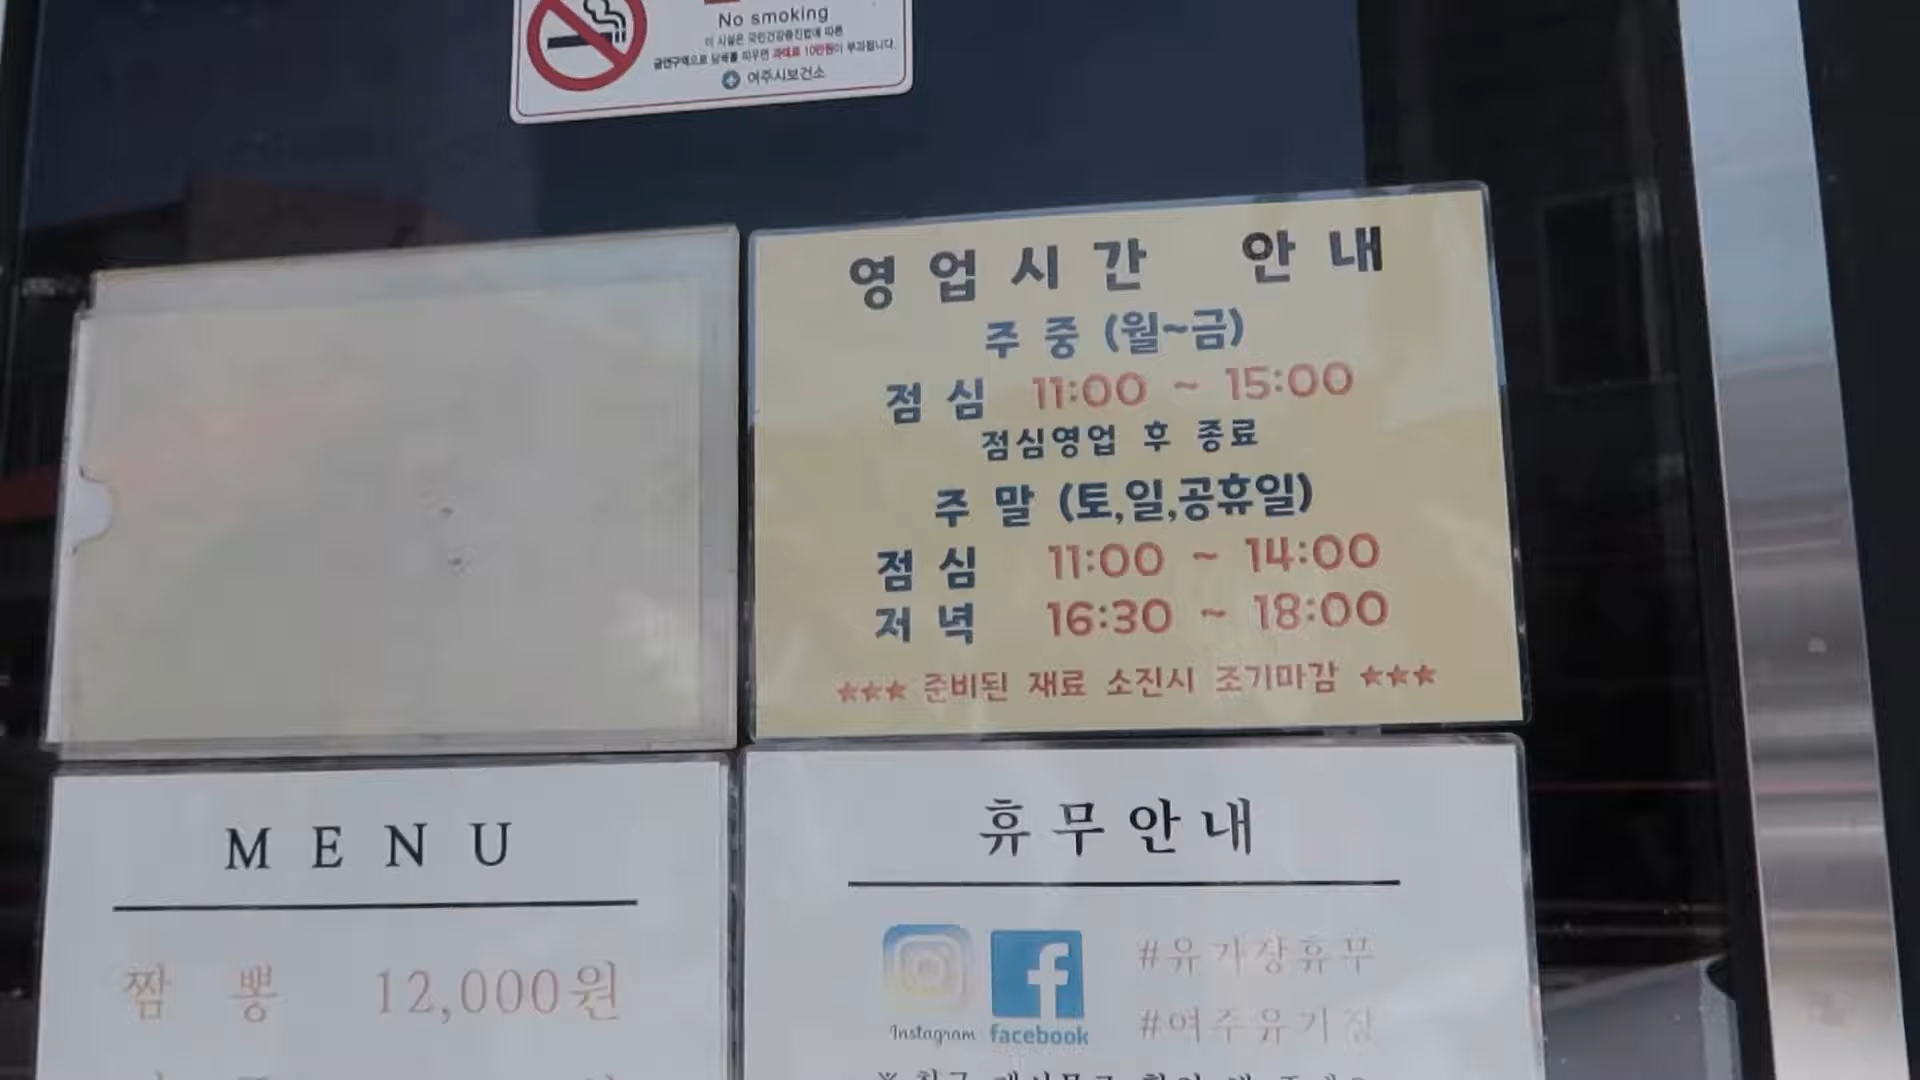 No smoking
이 시설은 국민건강증진법에 따른
금연구역으로 담배를 피우면 과태료 10만원이 부과됩니다.
여주시보건소
영업시간 안내
주중 (월~금)
점심 11:00 ~ 15:00
점심영업 후 종료
주말 (토,일,공휴일)
점심 11:00 ~ 14:00
저녁 16:30 ~ 18:00
★★★ 준비된 재료 소진시 조기마감 ★★★
MENU
짬뽕 12,000원
휴무안내
Instagram facebook
#유가장휴무
#여주유가장